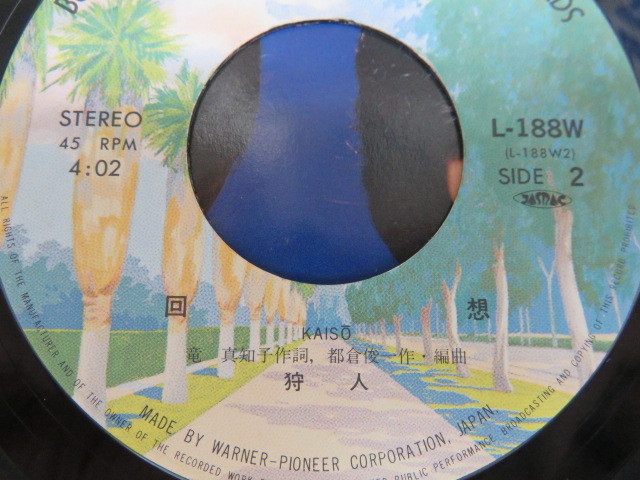 STEREO
45 RPM
4:02
L-188W
(L-188W2)
SIDE 2
JASRAC
回想
KAISŌ
竜 真知子作詞, 都倉俊一作・編曲
狩人
MADE BY WARNER-PIONEER CORPORATION, JAPAN.
ALL RIGHTS OF THE MANUFACTURER AND OF THE OWNER OF THE RECORDED WORK PUBLIC PERFORMANCE, BROADCASTING AND COPYING OF THIS RECORD PROHIBITED